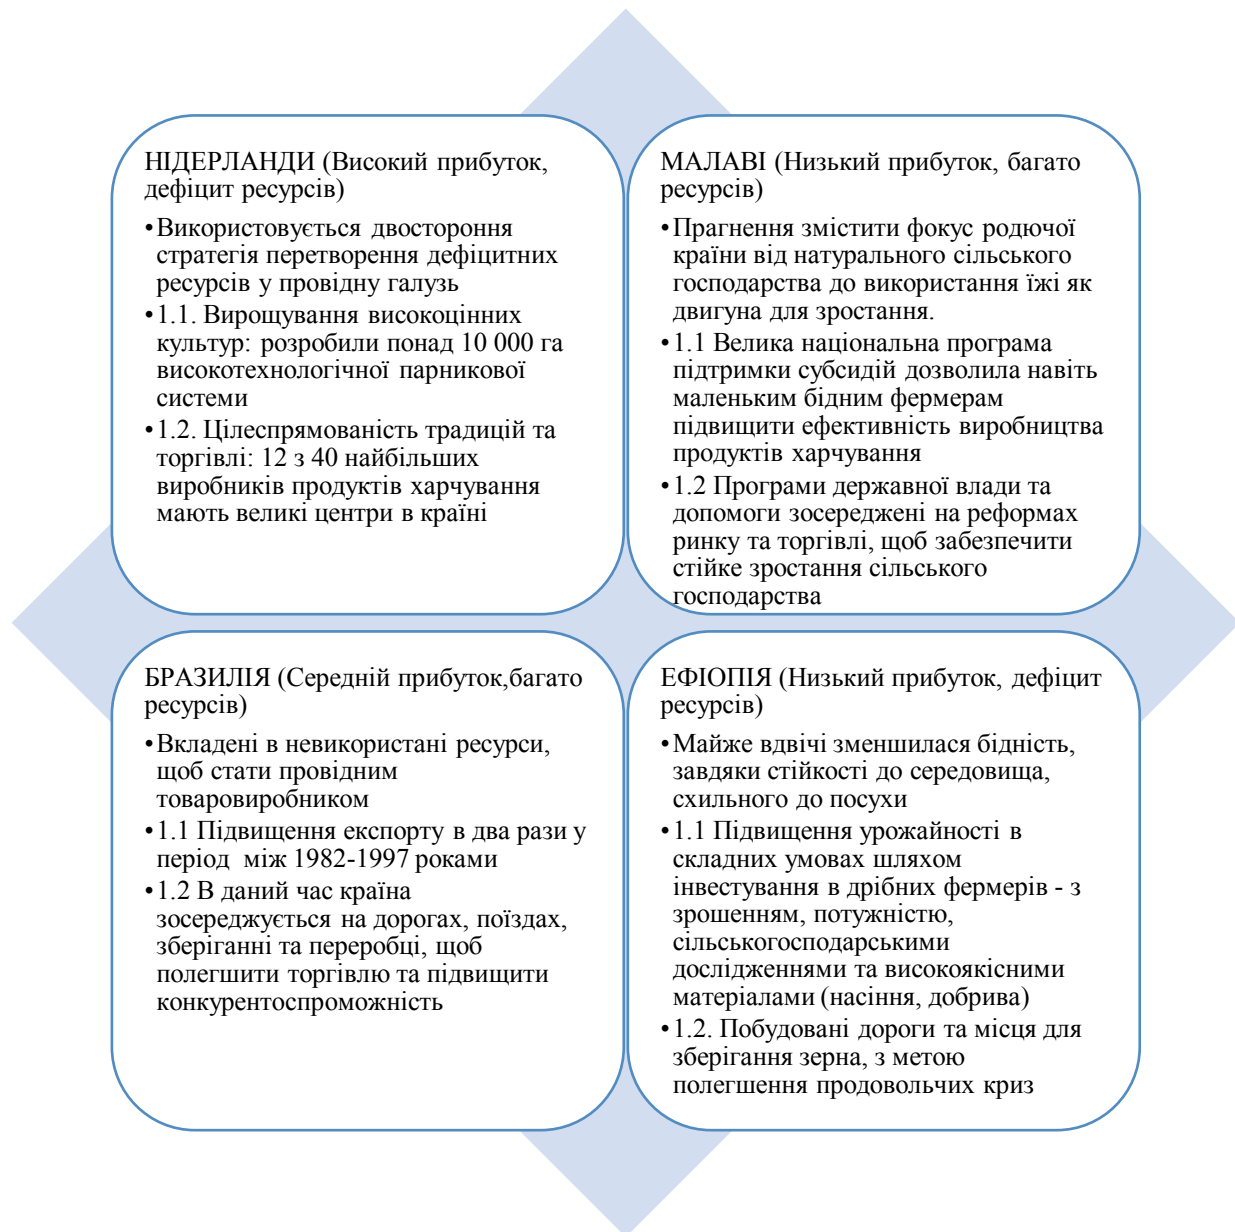 НІДЕРЛАНДИ (Високий прибуток,
дефіцит ресурсів)
•Використовується двостороння
стратегія перетворення дефіцитних
ресурсів у провідну галузь
•1.1. Вирощування високоцінних
культур: розробили понад 10 000 га
високотехнологічної парникової
системи
•1.2. Цілеспрямованість традицій та
торгівлі: 12 з 40 найбільших
виробників продуктів харчування
мають великі центри в країні
МАЛАВІ (Низький прибуток, багато
ресурсів)
•Прагнення змістити фокус родючої
країни від натурального сільського
господарства до використання їжі як
двигуна для зростання.
•1.1 Велика національна програма
підтримки субсидій дозволила навіть
маленьким бідним фермерам
підвищити ефективність виробництва
продуктів харчування
•1.2 Програми державної влади та
допомоги зосереджені на реформах
ринку та торгівлі, щоб забезпечити
стійке зростання сільського
господарства
БРАЗИЛІЯ (Середній прибуток,багато
ресурсів)
•Вкладені в невикористані ресурси,
щоб стати провідним
товаровиробником
•1.1 Підвищення експорту в два рази у
період між 1982-1997 роками
•1.2 В даний час країна
зосереджується на дорогах, поїздах,
зберіганні та переробці, щоб
полегшити торгівлю та підвищити
конкурентоспроможність
ЕФІОПІЯ (Низький прибуток, дефіцит
ресурсів)
•Майже вдвічі зменшилася бідність,
завдяки стійкості до середовища,
схильного до посухи
•1.1 Підвищення урожайності в
складних умовах шляхом
інвестування в дрібних фермерів - з
зрошенням, потужністю,
сільськогосподарськими
дослідженнями та високоякісними
матеріалами (насіння, добрива)
•1.2. Побудовані дороги та місця для
зберігання зерна, з метою
полегшення продовольчих криз